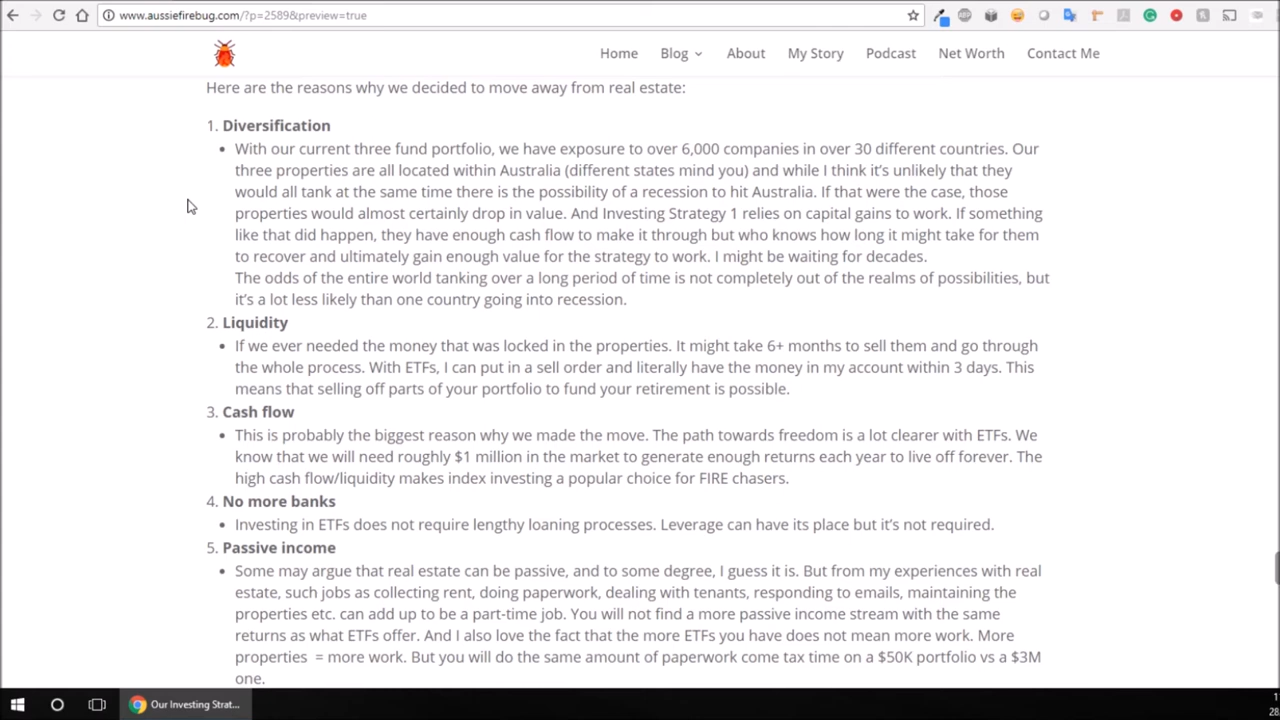 www.aussiefirebug.com/?p=2589&preview=true
Home Blog About My Story Podcast Net Worth Contact Me
Here are the reasons why we decided to move away from real estate:
1. Diversification
• With our current three fund portfolio, we have exposure to over 6,000 companies in over 30 different countries. Our
three properties are all located within Australia (different states mind you) and while I think it's unlikely that they
would all tank at the same time there is the possibility of a recession to hit Australia. If that were the case, those
properties would almost certainly drop in value. And Investing Strategy 1 relies on capital gains to work. If something
like that did happen, they have enough cash flow to make it through but who knows how long it might take for them
to recover and ultimately gain enough value for the strategy to work. I might be waiting for decades.
The odds of the entire world tanking over a long period of time is not completely out of the realms of possibilities, but
it's a lot less likely than one country going into recession.
2. Liquidity
• If we ever needed the money that was locked in the properties. It might take 6+ months to sell them and go through
the whole process. With ETFs, I can put in a sell order and literally have the money in my account within 3 days. This
means that selling off parts of your portfolio to fund your retirement is possible.
3. Cash flow
• This is probably the biggest reason why we made the move. The path towards freedom is a lot clearer with ETFs. We
know that we will need roughly $1 million in the market to generate enough returns each year to live off forever. The
high cash flow/liquidity makes index investing a popular choice for FIRE chasers.
4. No more banks
• Investing in ETFs does not require lengthy loaning processes. Leverage can have its place but it's not required.
5. Passive income
• Some may argue that real estate can be passive, and to some degree, I guess it is. But from my experiences with real
estate, such jobs as collecting rent, doing paperwork, dealing with tenants, responding to emails, maintaining the
properties etc. can add up to be a part-time job. You will not find a more passive income stream with the same
returns as what ETFs offer. And I also love the fact that the more ETFs you have does not mean more work. More
properties = more work. But you will do the same amount of paperwork come tax time on a $50K portfolio vs a $3M
one.
Our Investing Strat...
28